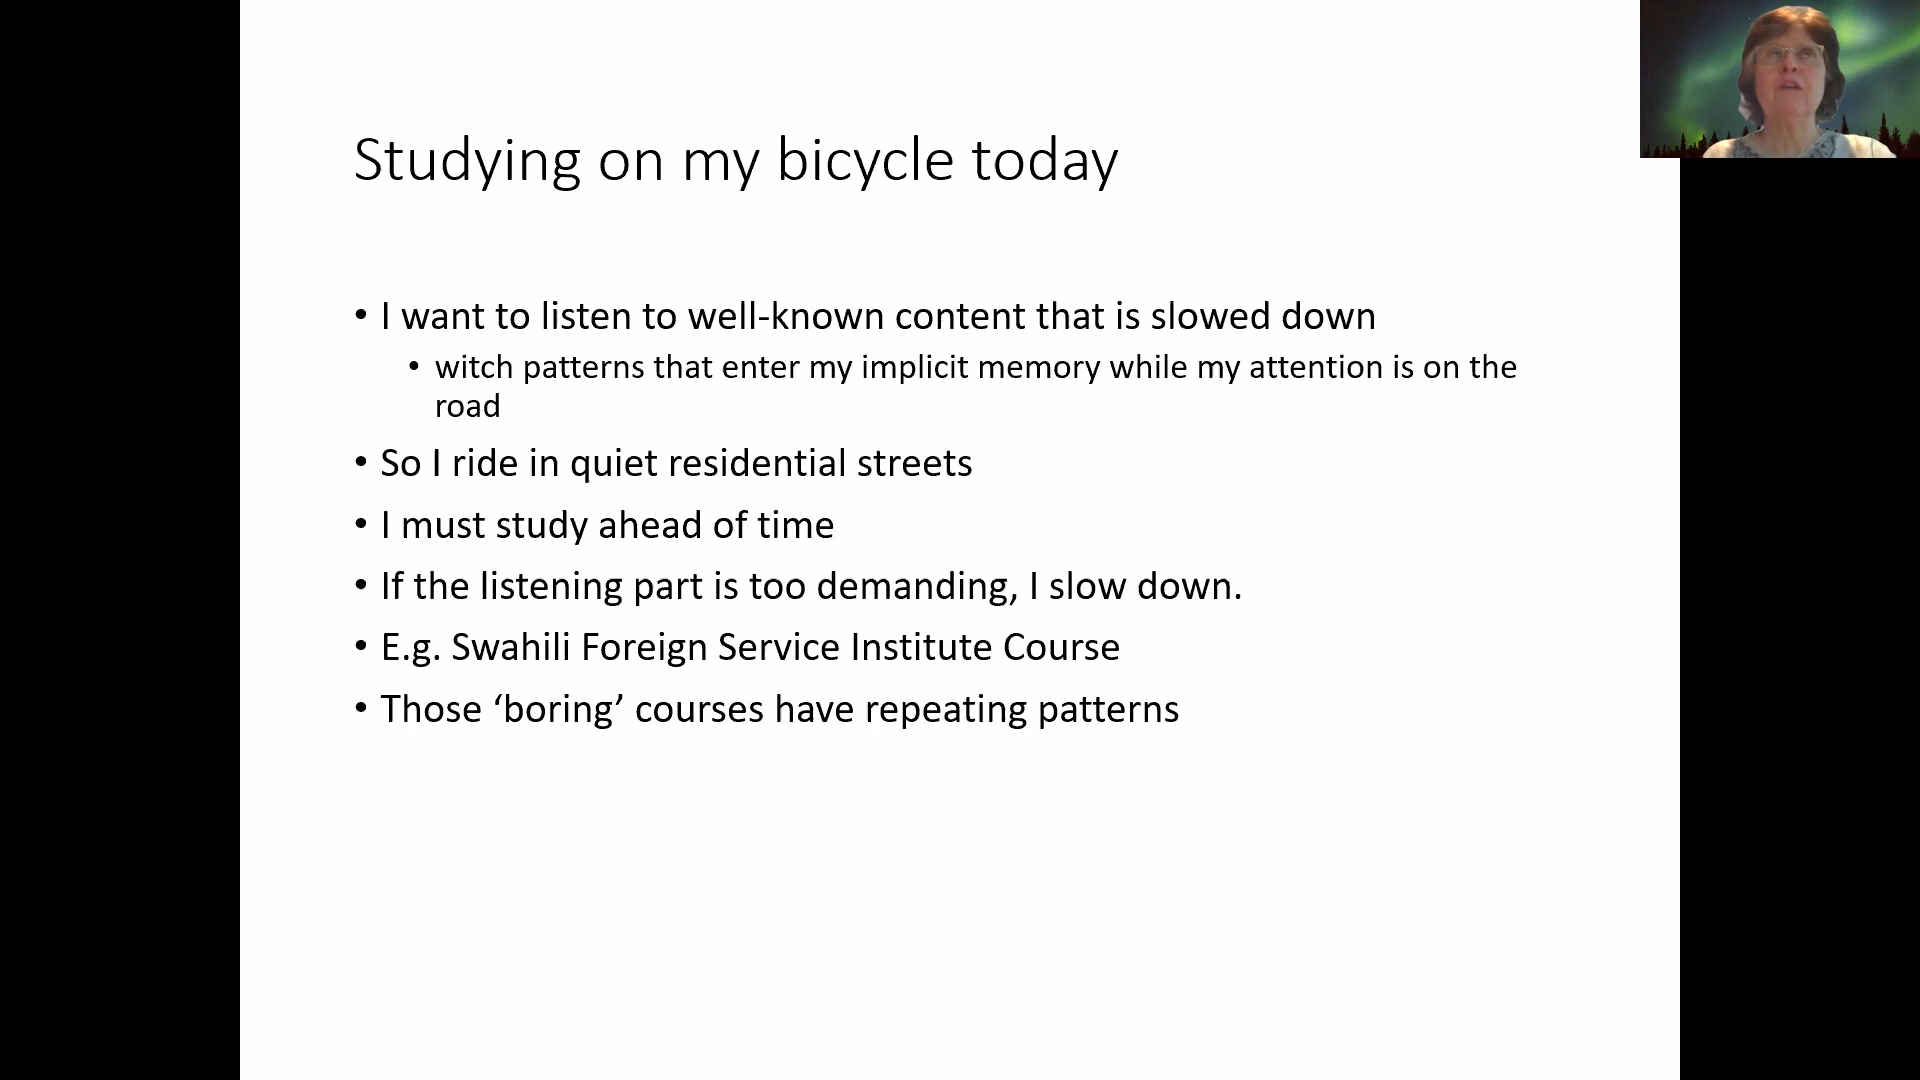 Studying on my bicycle today
• I want to listen to well-known content that is slowed down
• witch patterns that enter my implicit memory while my attention is on the
road
• So I ride in quiet residential streets
• I must study ahead of time
• If the listening part is too demanding, I slow down.
• E.g. Swahili Foreign Service Institute Course
• Those ‘boring’ courses have repeating patterns